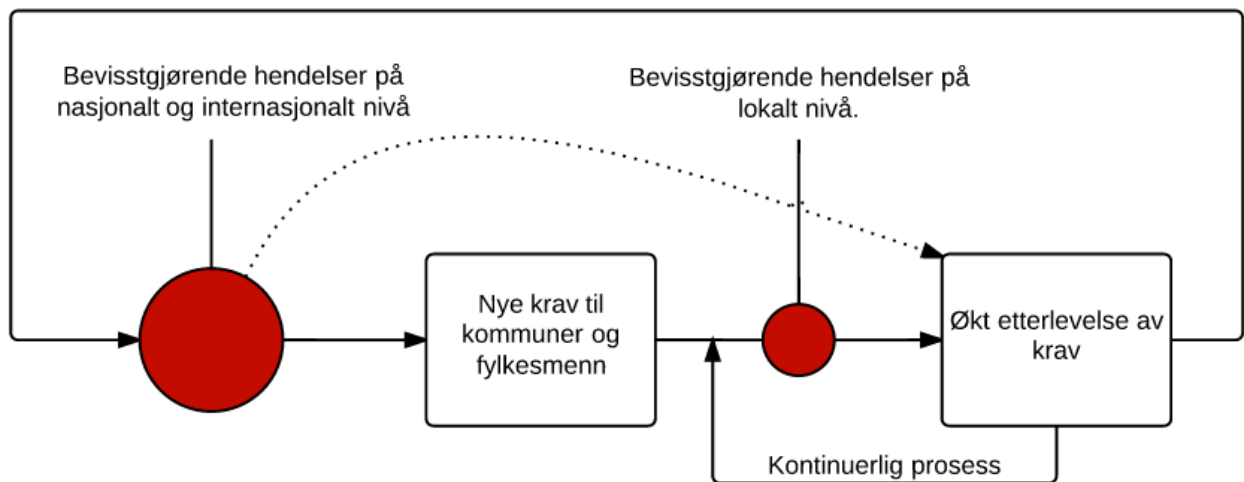 Bevisstgjørende hendelser på
nasjonalt og internasjonalt nivå
Bevisstgjørende hendelser på
lokalt nivå.
Nye krav til
kommuner og
fylkesmenn
Økt etterlevelse av
krav
Kontinuerlig prosess